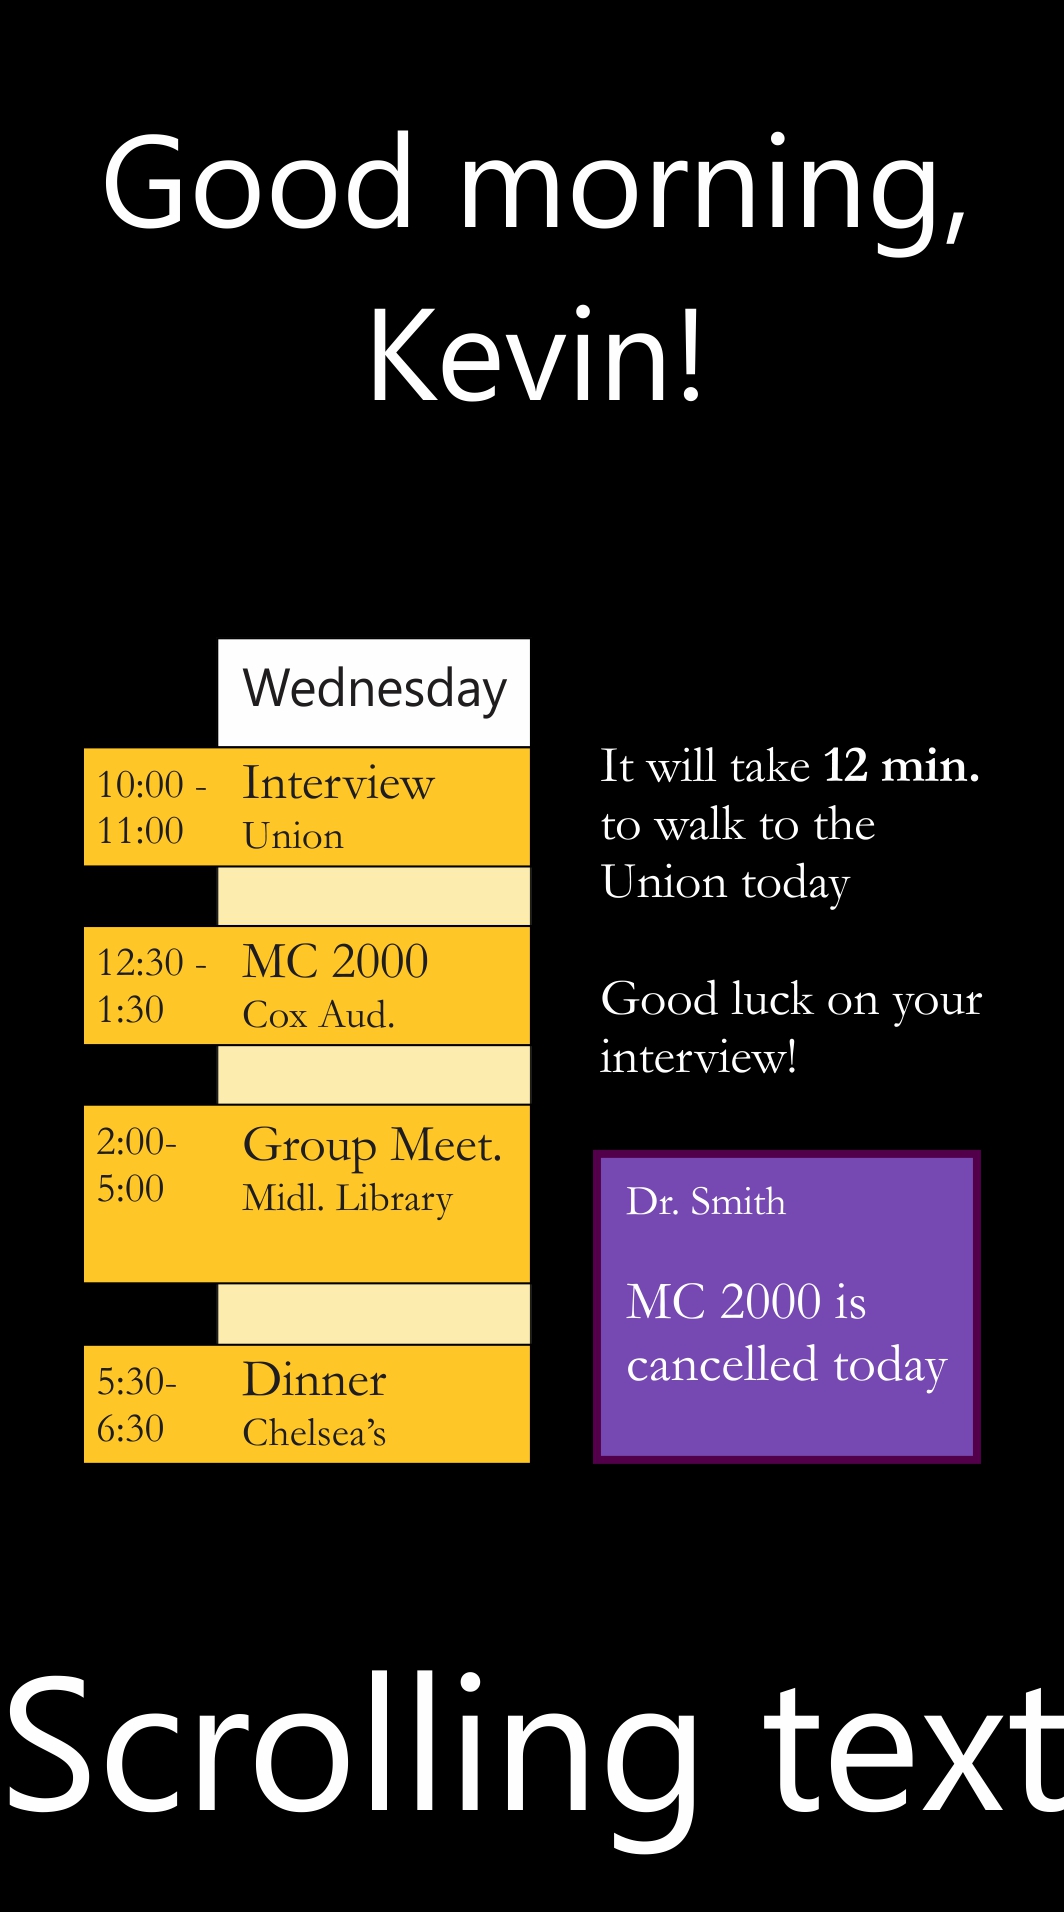 Good morning,
Kevin!
Wednesday
10:00 -
11:00
Interview
Union
12:30 -
1:30
MC 2000
Cox Aud.
2:00-
5:00
Group Meet.
Midl. Library
5:30-
6:30
Dinner
Chelsea’s
It will take 12 min.
to walk to the
Union today
Good luck on your
interview!
Dr. Smith
MC 2000 is
cancelled today
Scrolling text